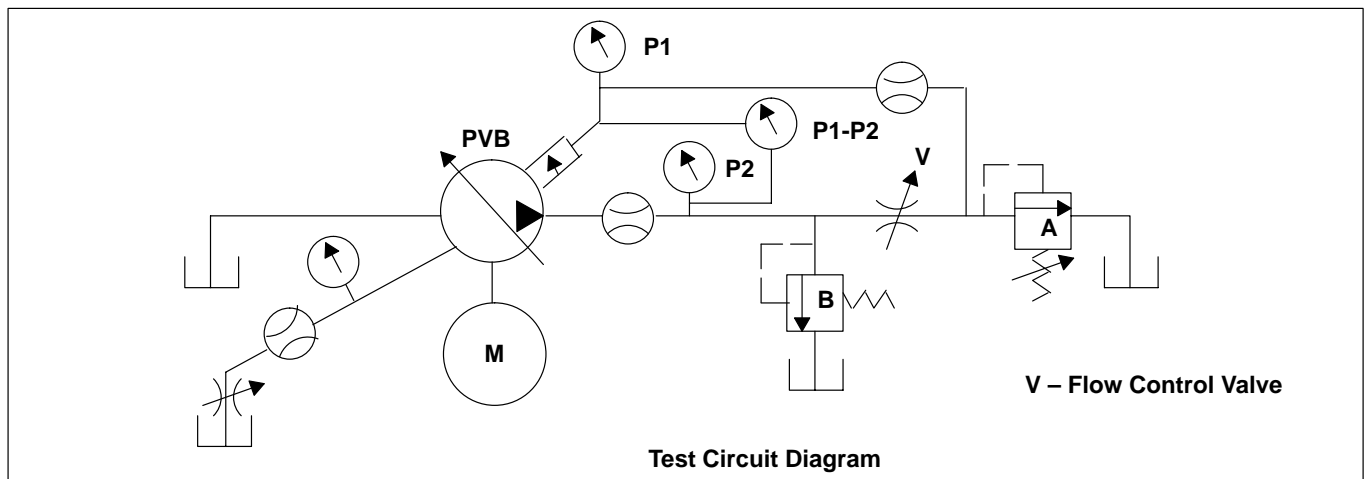 P1
PVB
P1-P2
P2
V
A
B
M
V – Flow Control Valve
Test Circuit Diagram